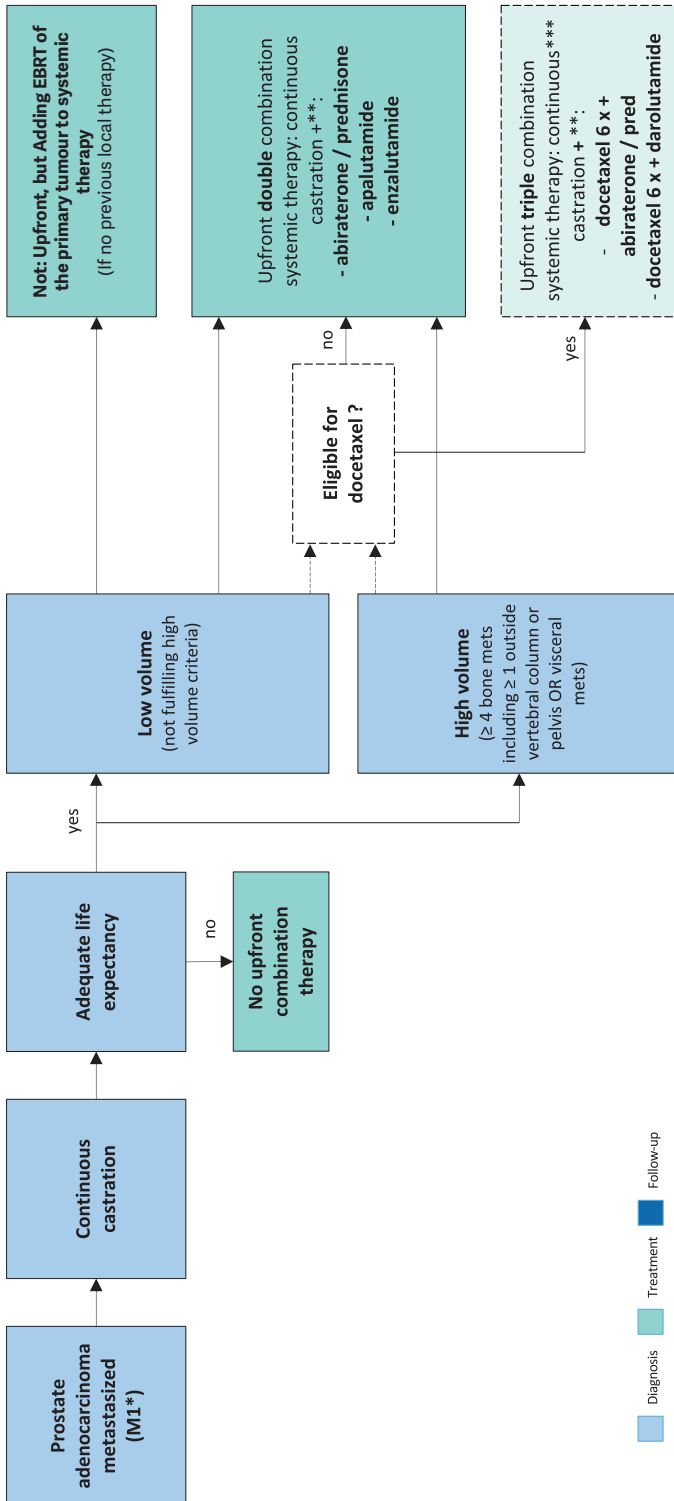 Prostate
adenocarcinoma
metastasized
(M1*)
Continuous
castration
Adequate life
expectancy
no
No upfront
combination
therapy
yes
Low volume
(not fulfilling high
volume criteria)
High volume
(≥ 4 bone mets
including ≥ 1 outside
vertebral column or
pelvis OR visceral
mets)
Eligible for
docetaxel ?
no
yes
Not: Upfront, but Adding EBRT of
the primary tumour to systemic
therapy
(If no previous local therapy)
Upfront double combination
systemic therapy: continuous
castration +**:
- abiraterone / prednisone
- apalutamide
- enzalutamide
Upfront triple combination
systemic therapy: continuous***
castration + **:
- docetaxel 6 x +
abiraterone / pred
- docetaxel 6 x + darolutamide
Diagnosis
Treatment
Follow-up